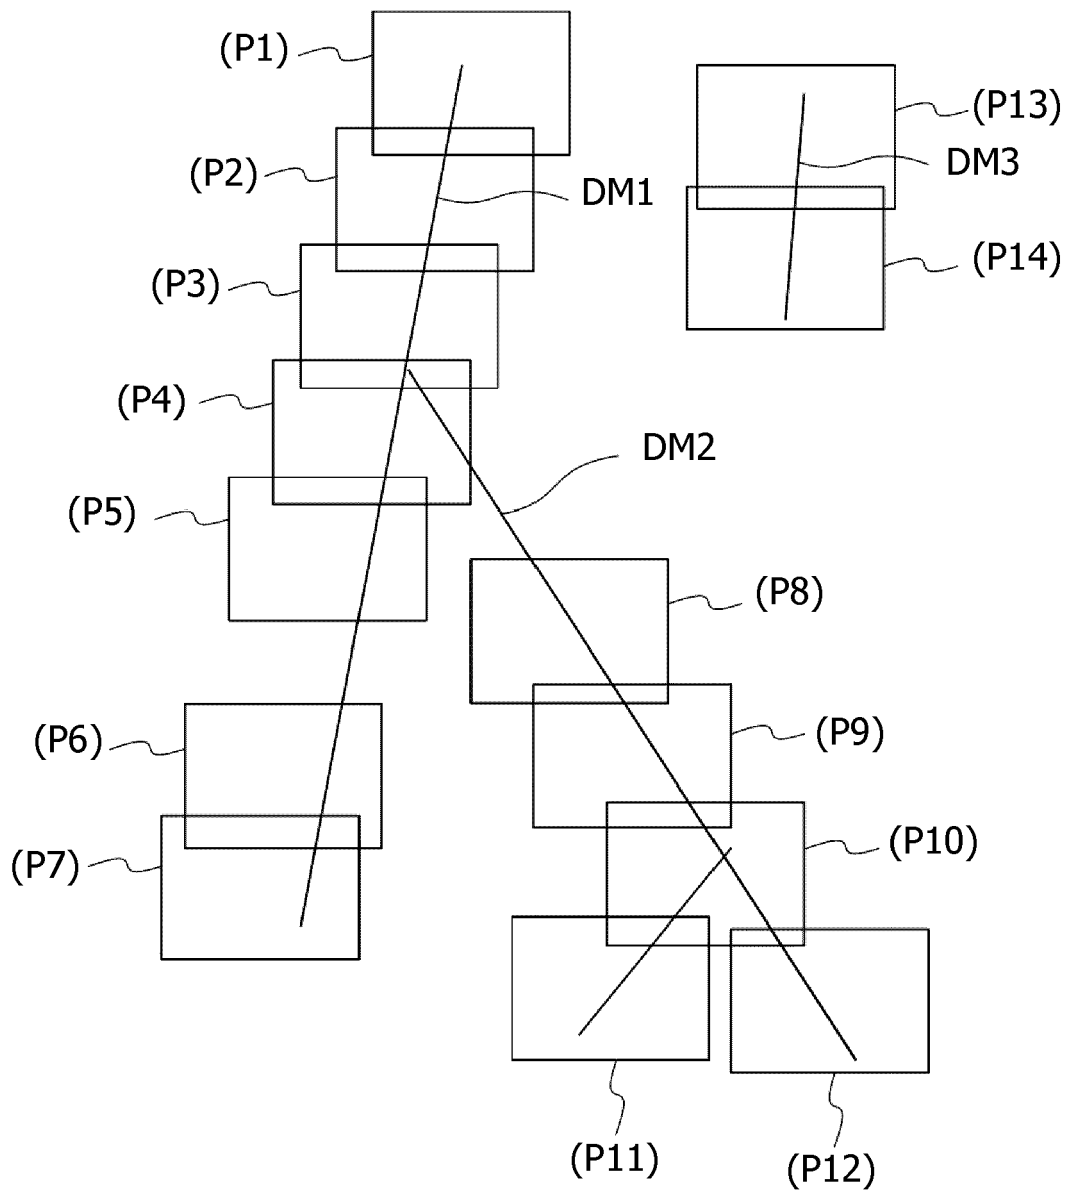 (P1)
(P13)
DM3
(P2)
DM1
(P14)
(P3)
(P4)
DM2
(P5)
(P8)
(P6)
(P9)
(P10)
(P7)
(P11)
(P12)